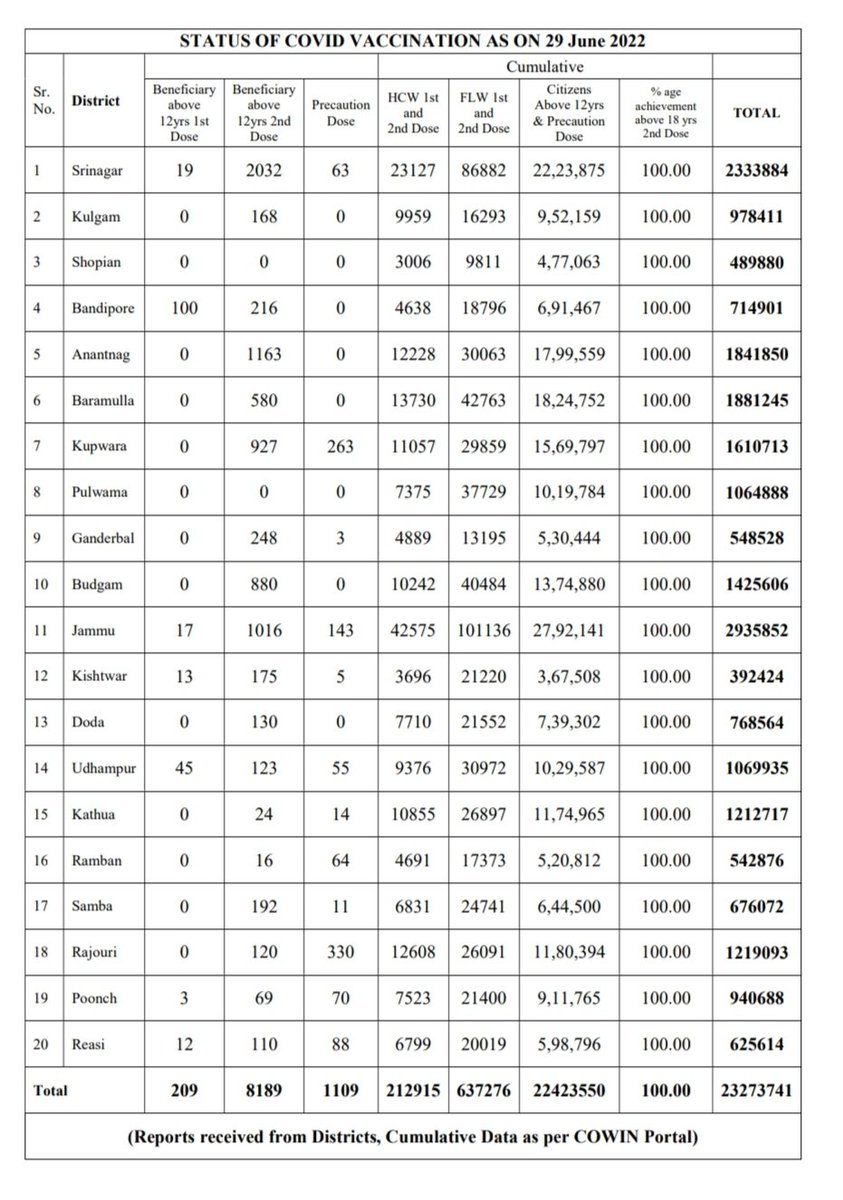 STATUS OF COVID VACCINATION AS ON 29 June 2022
Cumulative
Sr. No. District Beneficiary above 12yrs 1st Dose Beneficiary above 12yrs 2nd Dose Precaution Dose HCW 1st and 2nd Dose FLW 1st and 2nd Dose Citizens Above 12yrs & Precaution Dose % age achievement above 18 yrs 2nd Dose TOTAL
1 Srinagar 19 2032 63 23127 86882 22,23,875 100.00 2333884
2 Kulgam 0 168 0 9959 16293 9,52,159 100.00 978411
3 Shopian 0 0 0 3006 9811 4,77,063 100.00 489880
4 Bandipore 100 216 0 4638 18796 6,91,467 100.00 714901
5 Anantnag 0 1163 0 12228 30063 17,99,559 100.00 1841850
6 Baramulla 0 580 0 13730 42763 18,24,752 100.00 1881245
7 Kupwara 0 927 263 11057 29859 15,69,797 100.00 1610713
8 Pulwama 0 0 0 7375 37729 10,19,784 100.00 1064888
9 Ganderbal 0 248 3 4889 13195 5,30,444 100.00 548528
10 Budgam 0 880 0 10242 40484 13,74,880 100.00 1425606
11 Jammu 17 1016 143 42575 101136 27,92,141 100.00 2935852
12 Kishtwar 13 175 5 3696 21220 3,67,508 100.00 392424
13 Doda 0 130 0 7710 21552 7,39,302 100.00 768564
14 Udhampur 45 123 55 9376 30972 10,29,587 100.00 1069935
15 Kathua 0 24 14 10855 26897 11,74,965 100.00 1212717
16 Ramban 0 16 64 4691 17373 5,20,812 100.00 542876
17 Samba 0 192 11 6831 24741 6,44,500 100.00 676072
18 Rajouri 0 120 330 12608 26091 11,80,394 100.00 1219093
19 Poonch 3 69 70 7523 21400 9,11,765 100.00 940688
20 Reasi 12 110 88 6799 20019 5,98,796 100.00 625614
Total 209 8189 1109 212915 637276 22423550 100.00 23273741
(Reports received from Districts, Cumulative Data as per COWIN Portal)